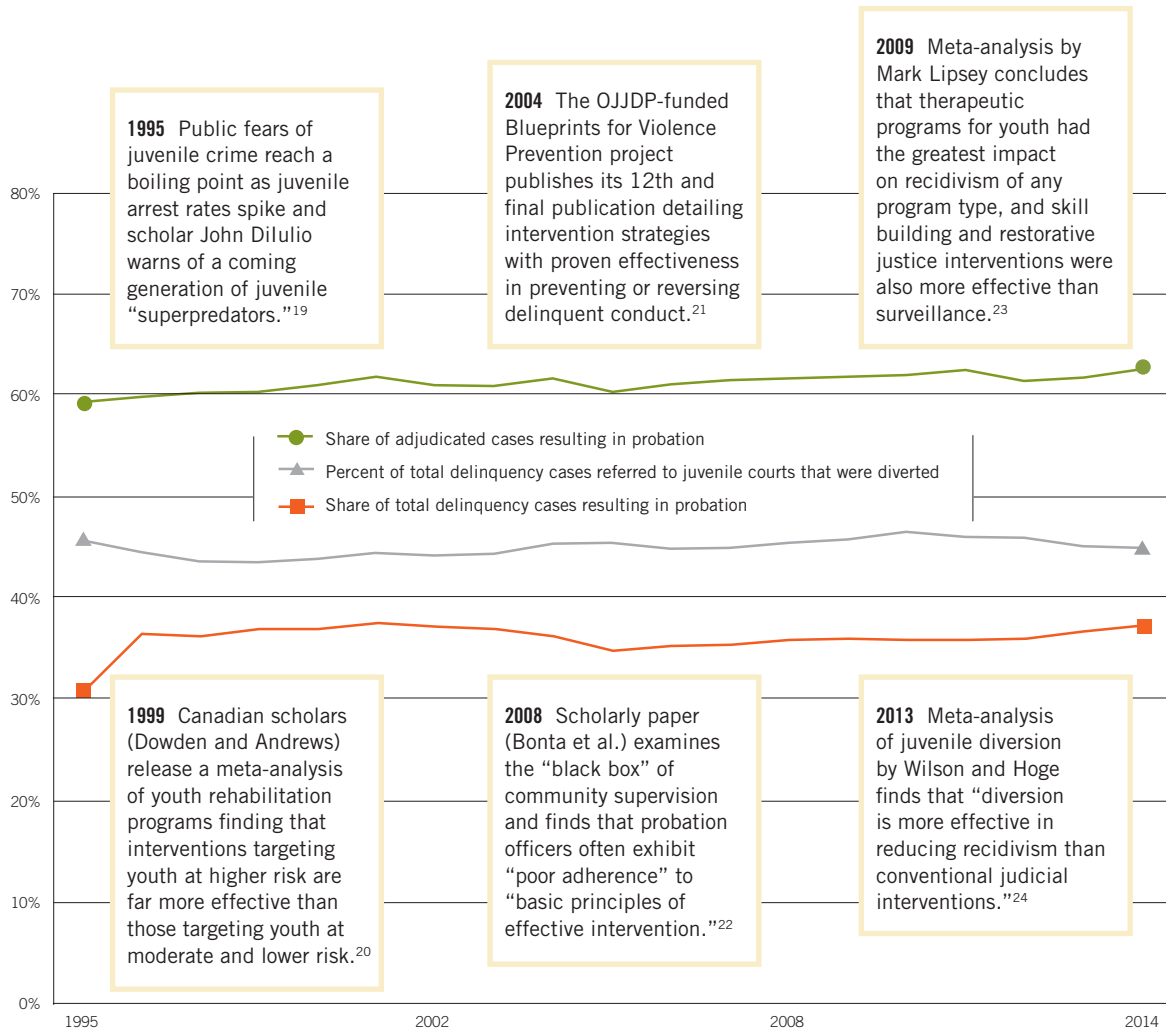 1995 Public fears of
juvenile crime reach a
boiling point as juvenile
arrest rates spike and
scholar John DiIulio
warns of a coming
generation of juvenile
“superpredators.”19
2004 The OJJDP-funded
Blueprints for Violence
Prevention project
publishes its 12th and
final publication detailing
intervention strategies
with proven effectiveness
in preventing or reversing
delinquent conduct.21
2009 Meta-analysis by
Mark Lipsey concludes
that therapeutic
programs for youth had
the greatest impact
on recidivism of any
program type, and skill
building and restorative
justice interventions were
also more effective than
surveillance.23
80%
70%
60%
50%
40%
30%
20%
10%
0%
Share of adjudicated cases resulting in probation
Percent of total delinquency cases referred to juvenile courts that were diverted
Share of total delinquency cases resulting in probation
1999 Canadian scholars
(Dowden and Andrews)
release a meta-analysis
of youth rehabilitation
programs finding that
interventions targeting
youth at higher risk are
far more effective than
those targeting youth at
moderate and lower risk.20
2008 Scholarly paper
(Bonta et al.) examines
the “black box” of
community supervision
and finds that probation
officers often exhibit
“poor adherence” to
“basic principles of
effective intervention.”22
2013 Meta-analysis
of juvenile diversion
by Wilson and Hoge
finds that “diversion
is more effective in
reducing recidivism than
conventional judicial
interventions.”24
1995
2002
2008
2014